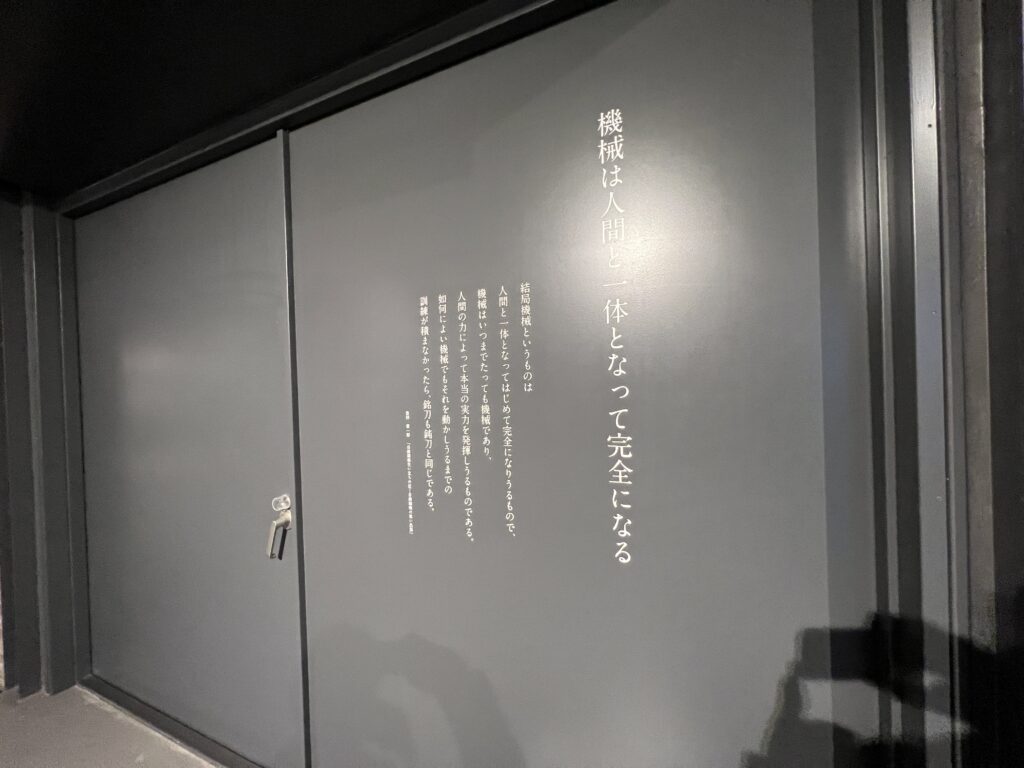 機械は人間と一体となって完全になる
結局機械というものは
人間と一体となってはじめて完全になりうるもので、
機械はいつまでたっても機械であり、
人間の力によって本当の実力を発揮しうるものである。
如何によい機械でもそれを動かしうるまでの
訓練が積まなかったら、銘刀も鈍刀と同じである。